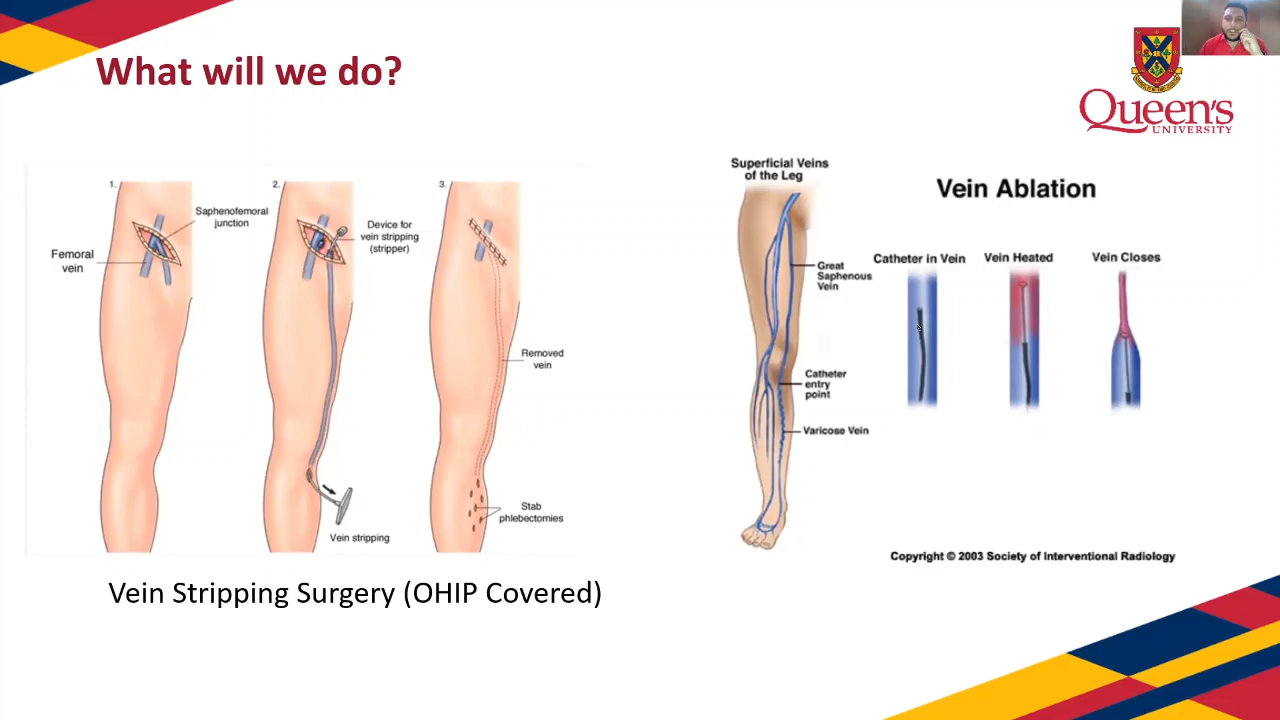 What will we do?
Queen's
UNIVERSITY
1.
Saphenofemoral
junction
Femoral
vein
2.
Device for
vein stripping
(stripper)
Vein stripping
3.
Removed
vein
Stab
phlebectomies
Vein Stripping Surgery (OHIP Covered)
Superficial Veins
of the Leg
Great
Saphenous
Vein
Catheter
entry
point
Varicose Vein
Vein Ablation
Catheter in Vein
Vein Heated
Vein Closes
Copyright © 2003 Society of Interventional Radiology